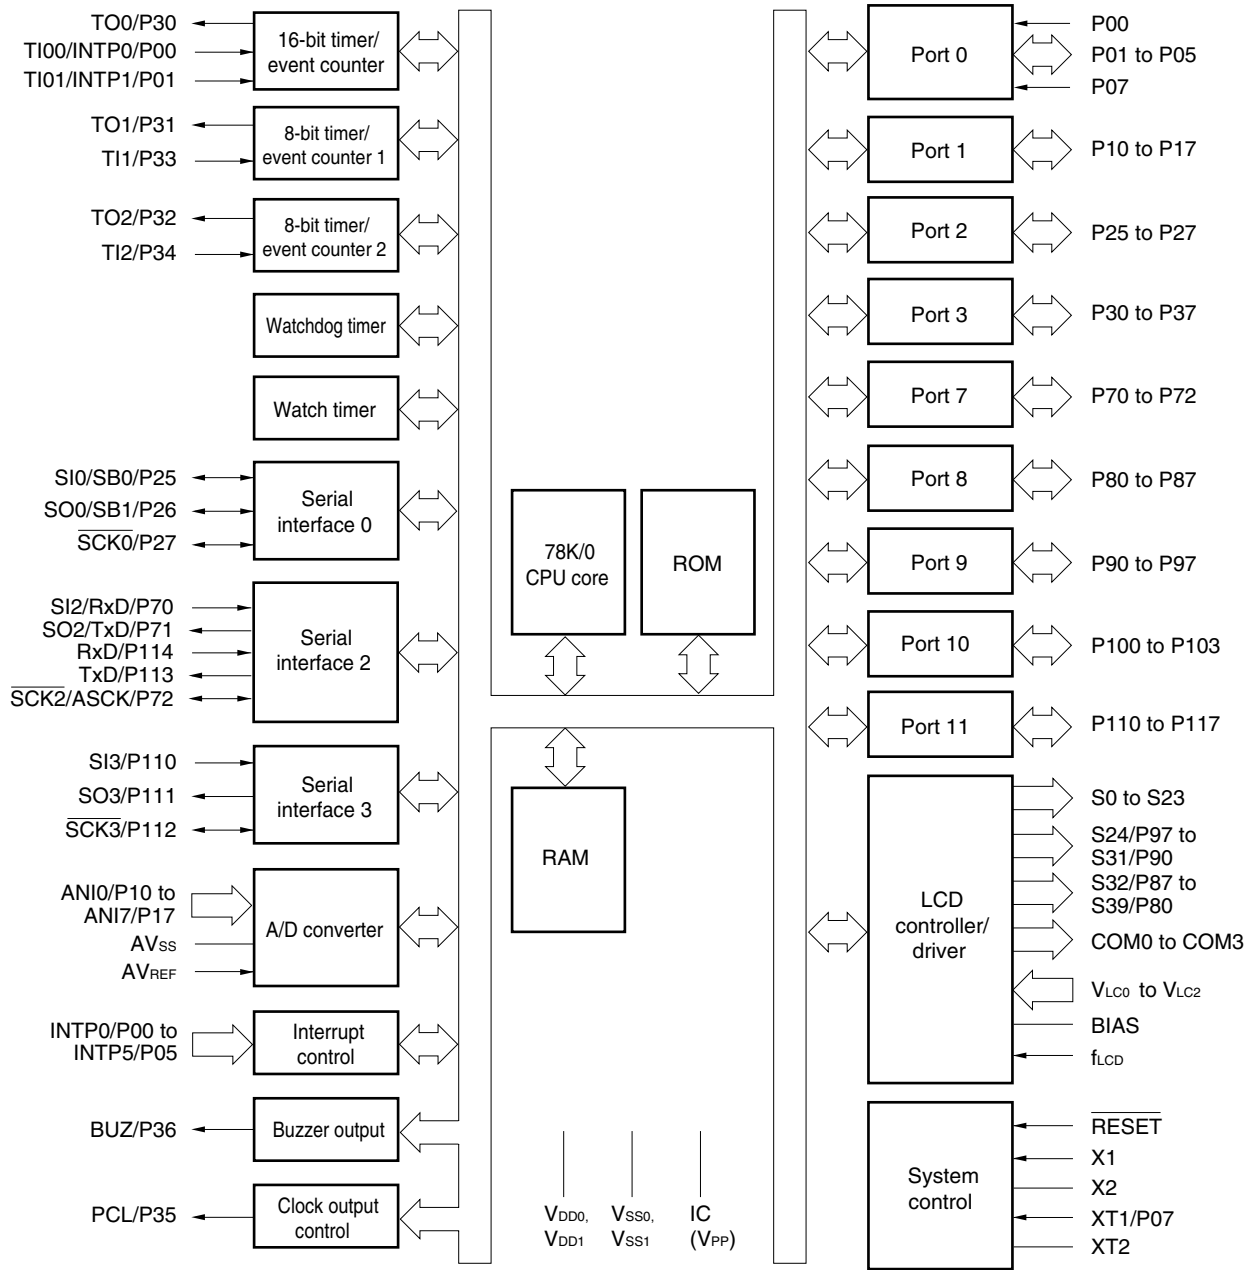 TO0/P30
TI00/INTP0/P00
TI01/INTP1/P01
16-bit timer/
event counter
TO1/P31
TI1/P33
8-bit timer/
event counter 1
TO2/P32
TI2/P34
8-bit timer/
event counter 2
Watchdog timer
Watch timer
SI0/SB0/P25
SO0/SB1/P26
SCK0/P27
Serial
interface 0
SI2/RxD/P70
SO2/TxD/P71
RxD/P114
TxD/P113
SCK2/ASCK/P72
Serial
interface 2
SI3/P110
SO3/P111
SCK3/P112
Serial
interface 3
ANI0/P10 to
ANI7/P17
AVSS
AVREF
A/D converter
INTP0/P00 to
INTP5/P05
Interrupt
control
BUZ/P36
Buzzer output
PCL/P35
Clock output
control
78K/0
CPU core
ROM
RAM
VDD0,
VDD1
VSS0,
VSS1
IC
(VPP)
Port 0
P00
P01 to P05
P07
Port 1
P10 to P17
Port 2
P25 to P27
Port 3
P30 to P37
Port 7
P70 to P72
Port 8
P80 to P87
Port 9
P90 to P97
Port 10
P100 to P103
Port 11
P110 to P117
LCD
controller/
driver
S0 to S23
S24/P97 to
S31/P90
S32/P87 to
S39/P80
COM0 to COM3
VLC0 to VLC2
BIAS
fLCD
System
control
RESET
X1
X2
XT1/P07
XT2